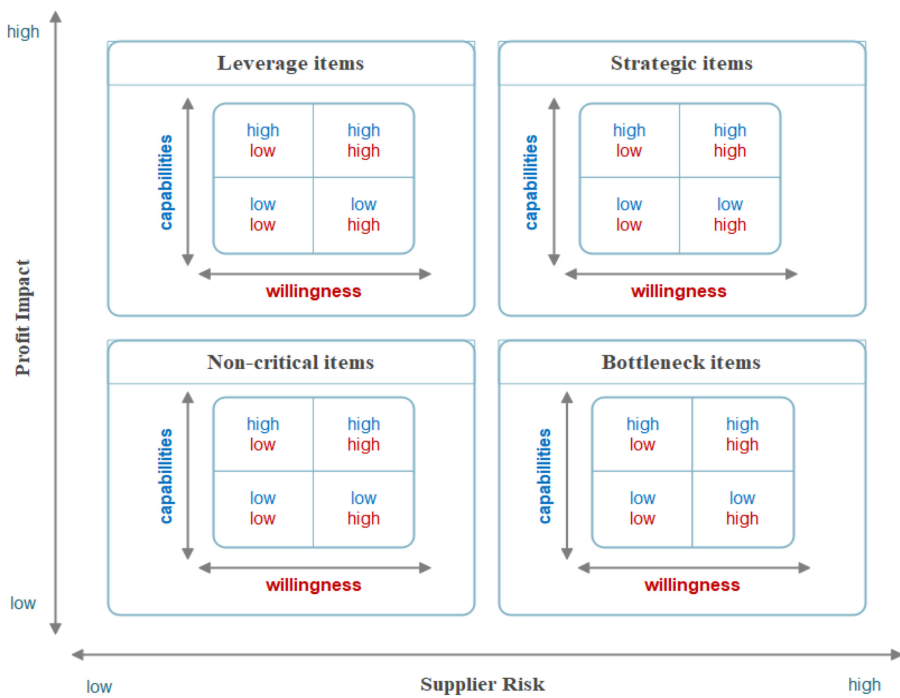 high
Leverage items
Strategic items
capabillities
high high
low high
low low
low high
willingness
capabilities
high high
low high
low low
low high
willingness
Profit Impact
Non-critical items
Bottleneck items
capabillities
high high
low high
low low
low high
willingness
capabilities
high high
low high
low low
low high
willingness
low
low
Supplier Risk
high